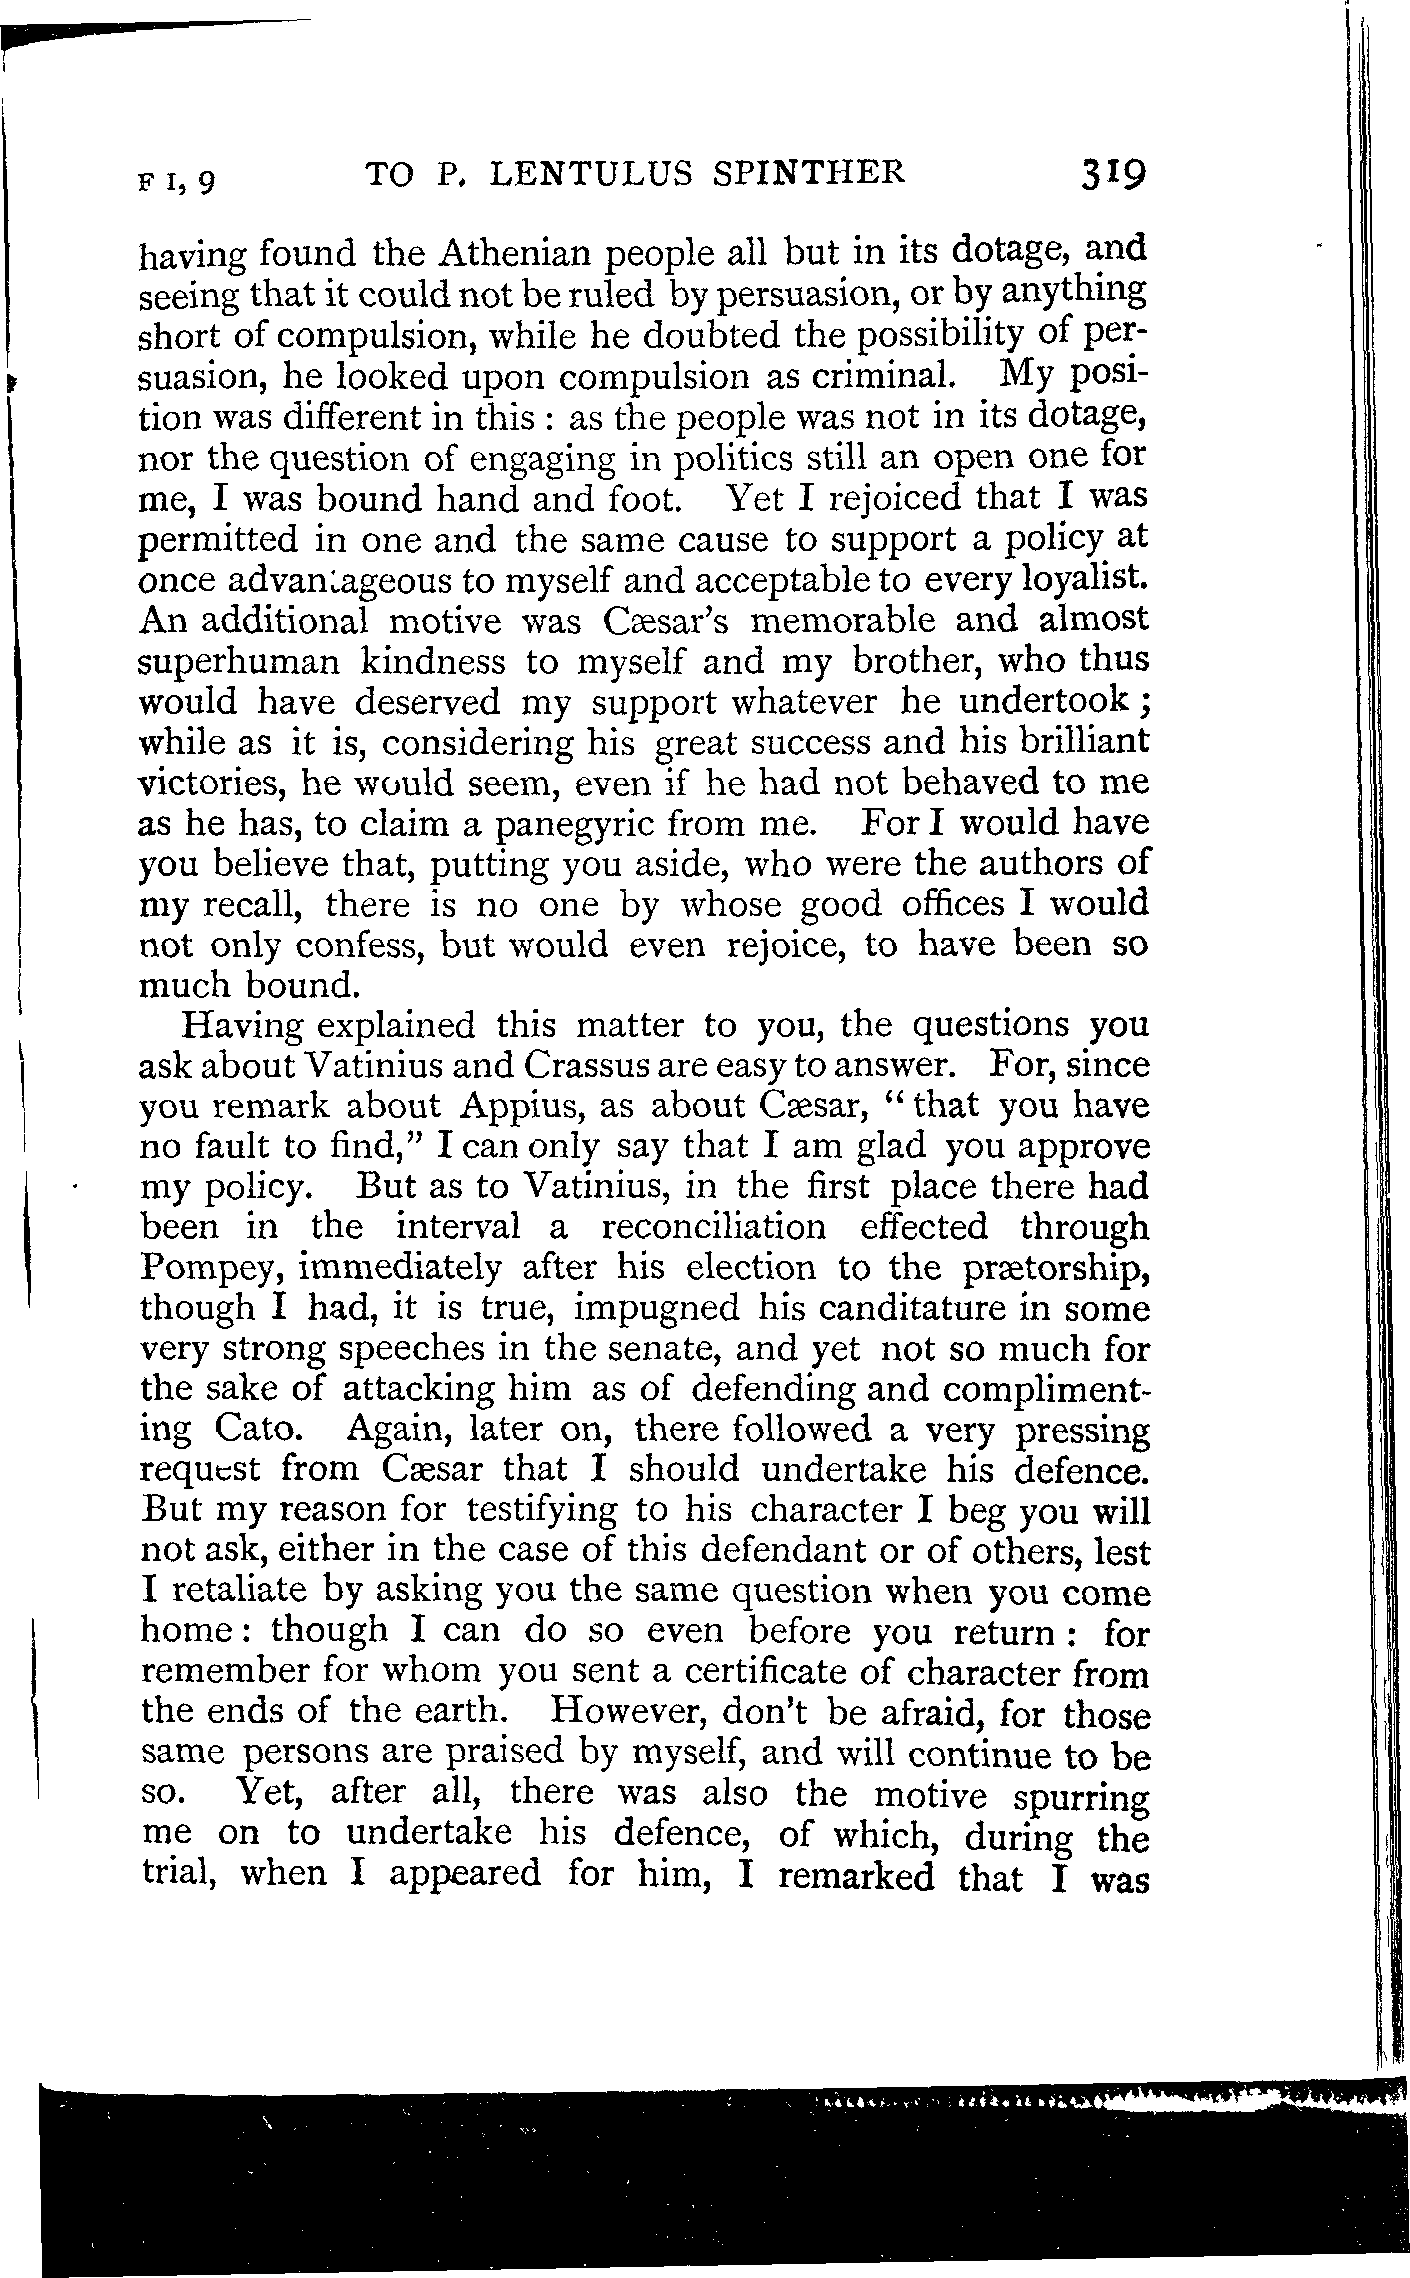 F I, 9 TO P. LENTULUS SPINTHER 319
having found the Athenian people all but in its dotage, and
seeing that it could not be ruled by persuasion, or by anything
short of compulsion, while he doubted the possibility of per-
suasion, he looked upon compulsion as criminal. My posi-
tion was different in this : as the people was not in its dotage,
nor the question of engaging in politics still an open one for
me, I was bound hand and foot. Yet I rejoiced that I was
permitted in one and the same cause to support a policy at
once advantageous to myself and acceptable to every loyalist.
An additional motive was Cæsar's memorable and almost
superhuman kindness to myself and my brother, who thus
would have deserved my support whatever he undertook ;
while as it is, considering his great success and his brilliant
victories, he would seem, even if he had not behaved to me
as he has, to claim a panegyric from me. For I would have
you believe that, putting you aside, who were the authors of
my recall, there is no one by whose good offices I would
not only confess, but would even rejoice, to have been so
much bound.
Having explained this matter to you, the questions you
ask about Vatinius and Crassus are easy to answer. For, since
you remark about Appius, as about Cæsar, “that you have
no fault to find,” I can only say that I am glad you approve
my policy. But as to Vatinius, in the first place there had
been in the interval a reconciliation effected through
Pompey, immediately after his election to the prætorship,
though I had, it is true, impugned his canditature in some
very strong speeches in the senate, and yet not so much for
the sake of attacking him as of defending and compliment-
ing Cato. Again, later on, there followed a very pressing
request from Cæsar that I should undertake his defence.
But my reason for testifying to his character I beg you will
not ask, either in the case of this defendant or of others, lest
I retaliate by asking you the same question when you come
home : though I can do so even before you return : for
remember for whom you sent a certificate of character from
the ends of the earth. However, don't be afraid, for those
same persons are praised by myself, and will continue to be
so. Yet, after all, there was also the motive spurring
me on to undertake his defence, of which, during the
trial, when I appeared for him, I remarked that I was